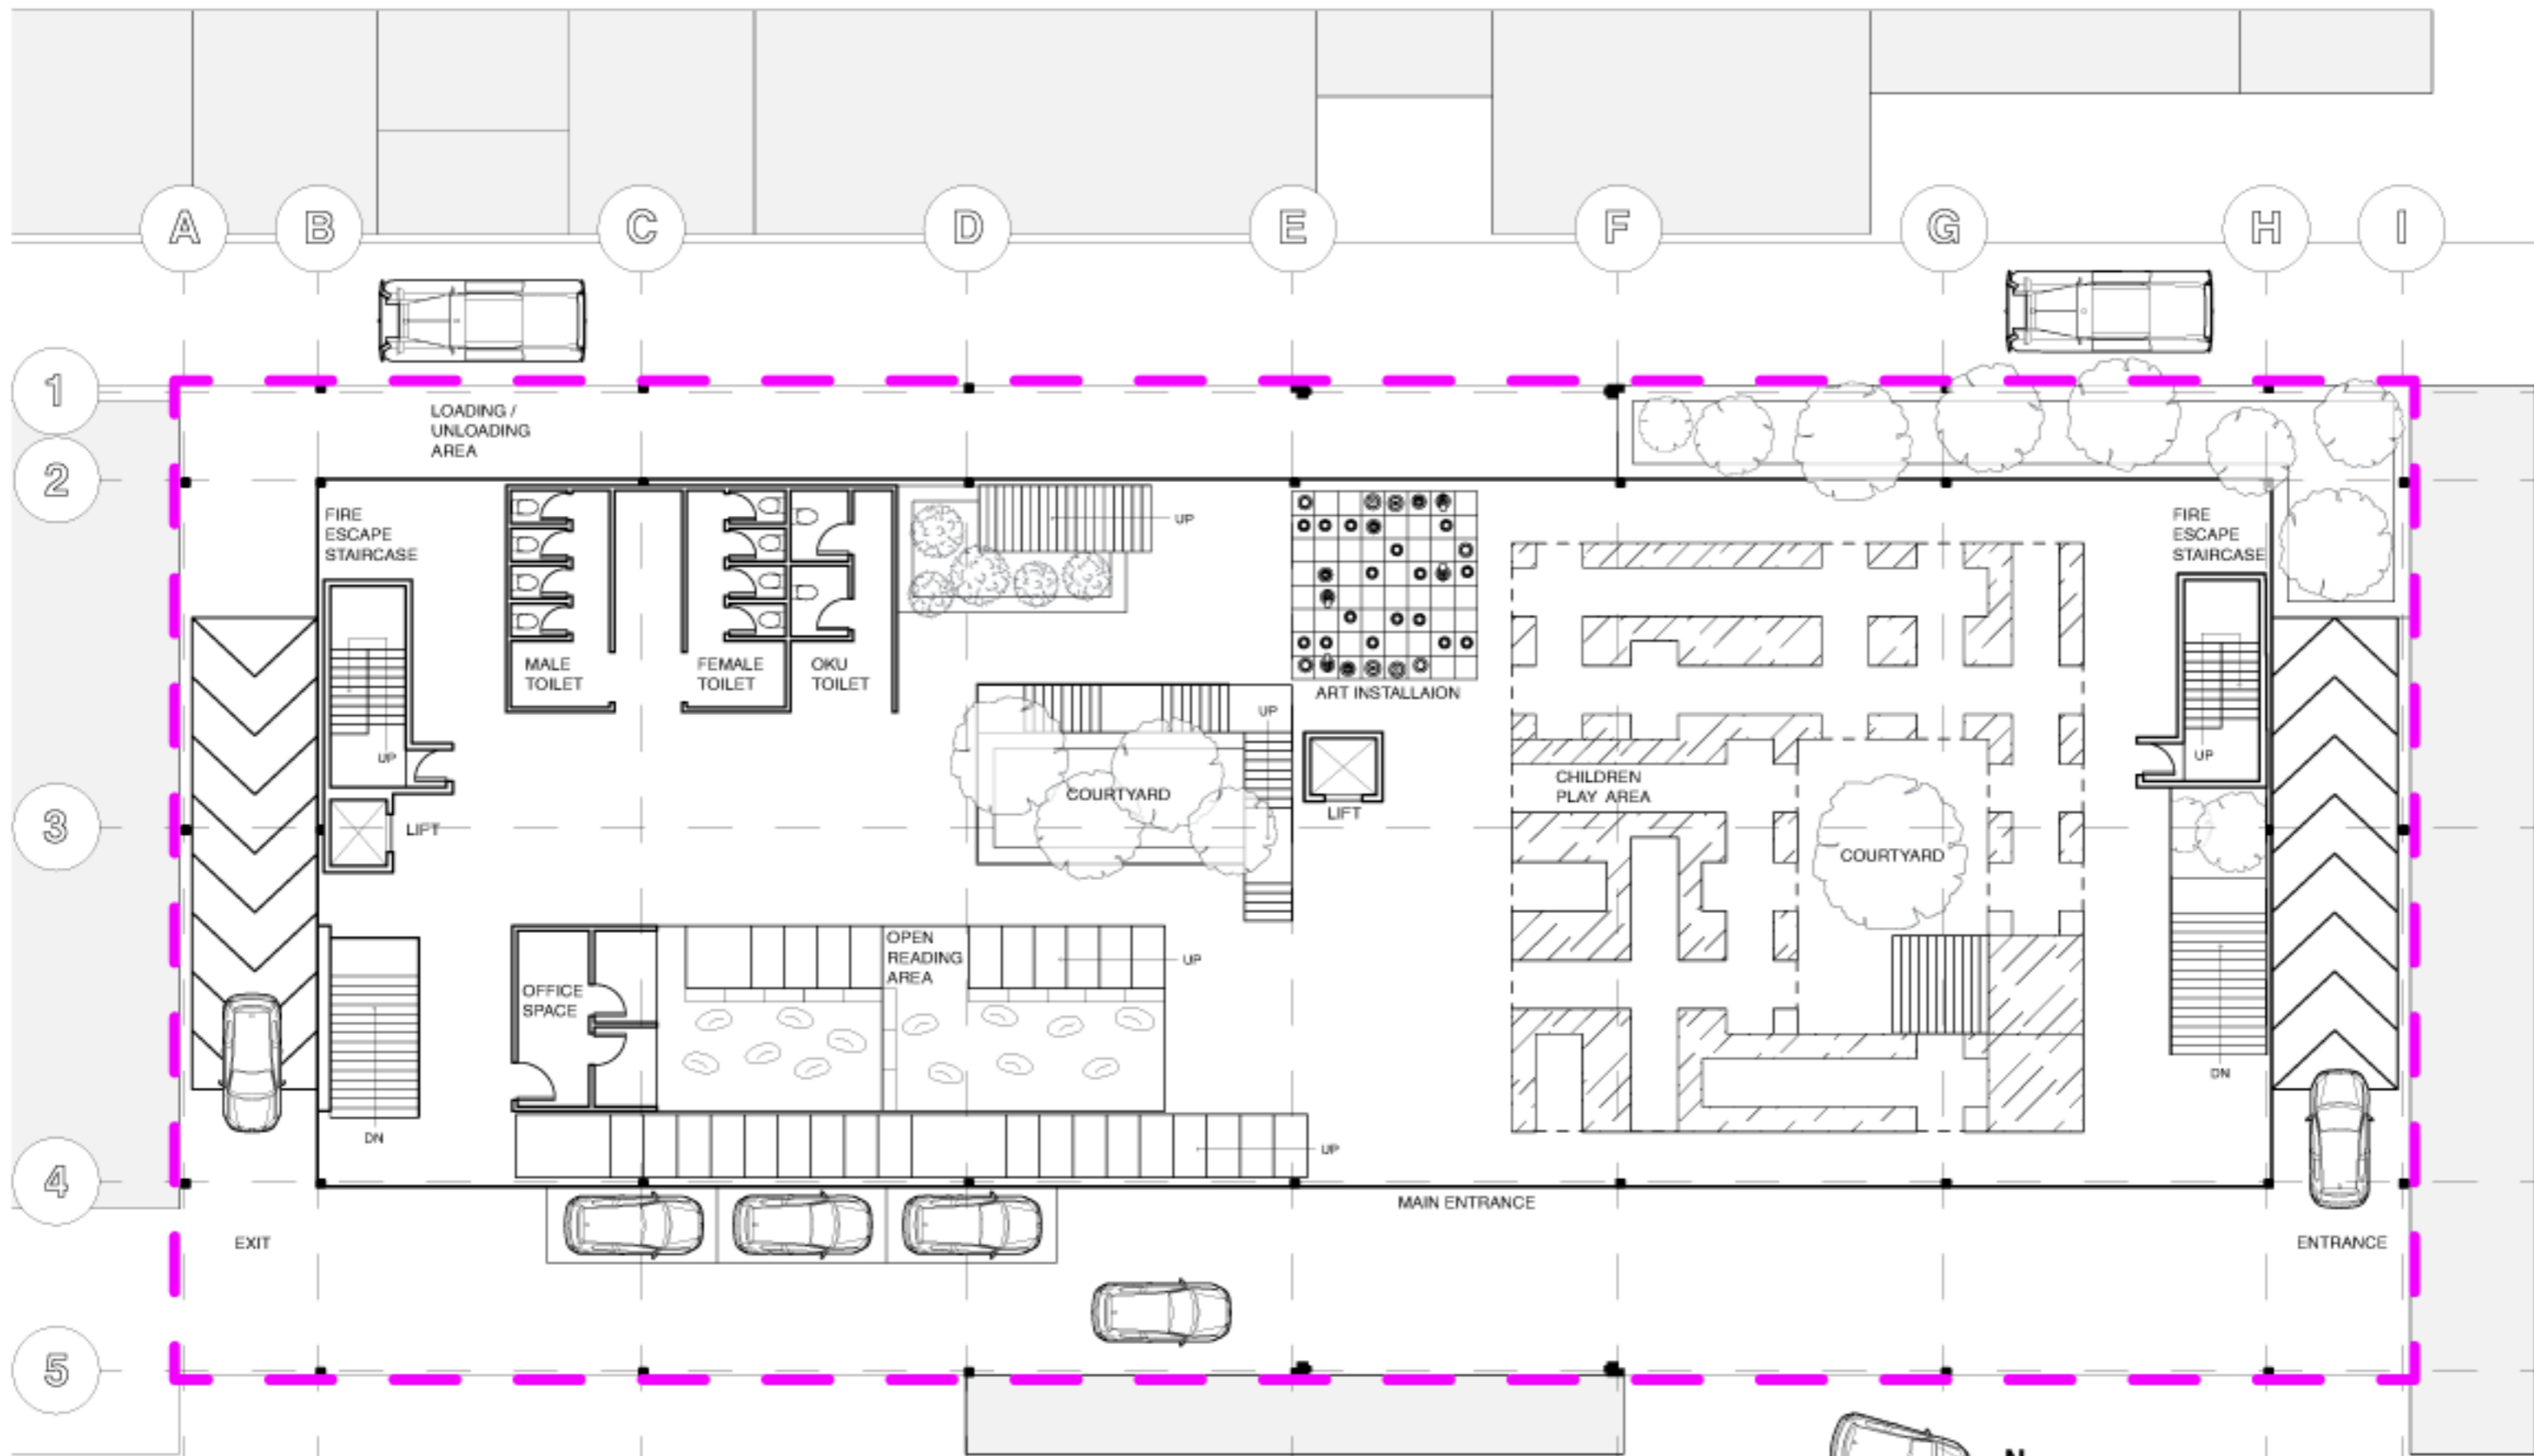 A
B
C
D
E
F
G
H
I
1
LOADING /
UNLOADING
AREA
2
FIRE
ESCAPE
STAIRCASE
UP
FIRE
ESCAPE
STAIRCASE
MALE
TOILET
FEMALE
TOILET
OKU
TOILET
ART INSTALLAION
UP
UP
UP
CHILDREN
PLAY AREA
COURTYARD
LIFT
3
LIFT
COURTYARD
OPEN
READING
AREA
UP
OFFICE
SPACE
DN
DN
UP
4
MAIN ENTRANCE
EXIT
ENTRANCE
5